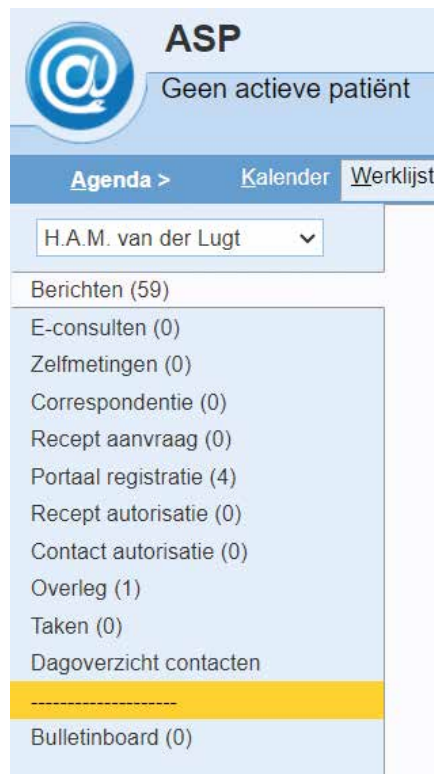 ASP
Geen actieve patiënt
Agenda > Kalender Werklijst
H.A.M. van der Lugt
Berichten (59)
E-consulten (0)
Zelfmetingen (0)
Correspondentie (0)
Recept aanvraag (0)
Portaal registratie (4)
Recept autorisatie (0)
Contact autorisatie (0)
Overleg (1)
Taken (0)
Dagoverzicht contacten
--------------------
Bulletinboard (0)